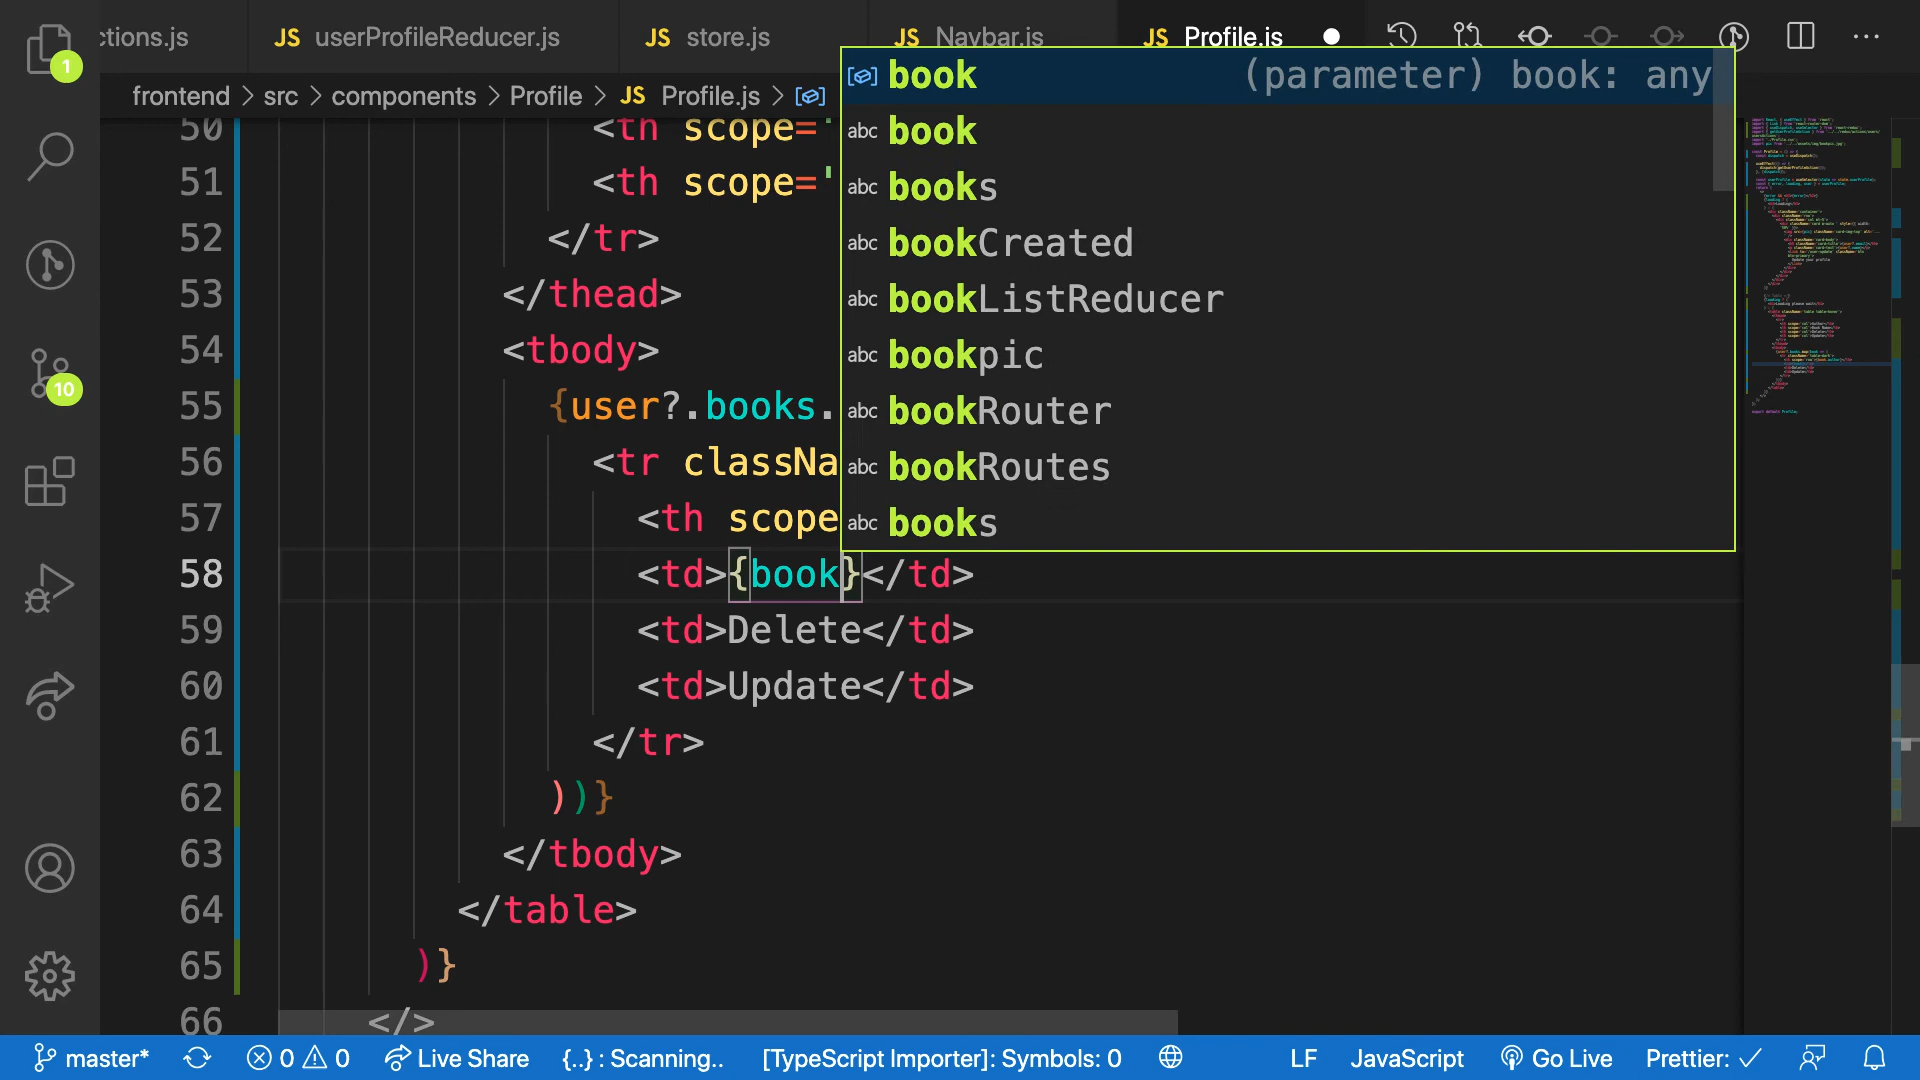 ctions.js
JS userProfileReducer.js
JS store.js
JS Navbar.js
JS Profile.js
frontend > src > components > Profile > JS Profile.js >
book (parameter) book: any
abc book
abc books
abc bookCreated
abc bookListReducer
abc bookpic
abc bookRouter
abc bookRoutes
abc books
50 <th scope='
51 <th scope='
52 </tr>
53 </thead>
54 <tbody>
55 {user?.books.
56 <tr classNa
57 <th scope
58 <td>{book}</td>
59 <td>Delete</td>
60 <td>Update</td>
61 </tr>
62 ))}
63 </tbody>
64 </table>
65 )}
66 </>
1
10
master* 0 0 Live Share {..} : Scanning.. [TypeScript Importer]: Symbols: 0 LF JavaScript Go Live Prettier: ✓